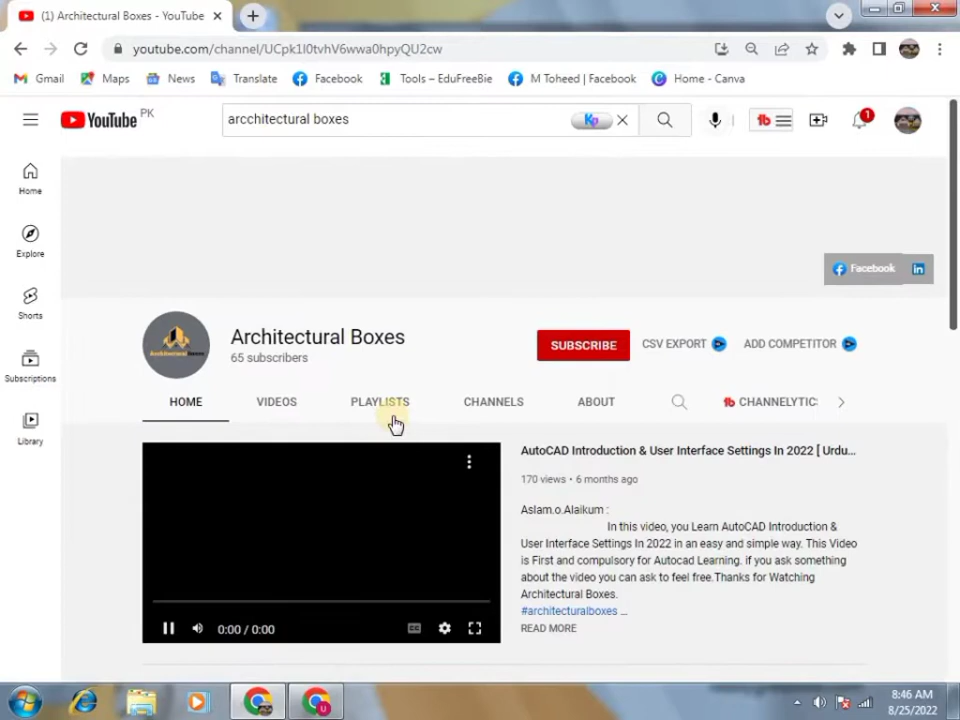 (1) Architectural Boxes - YouTube
youtube.com/channel/UCpk1I0tvhV6wwa0hpyQU2cw
Gmail
Maps
News
Translate
Facebook
Tools – EduFreeBie
M Toheed | Facebook
Home - Canva
YouTube PK
arcchitectural boxes
1
Home
Explore
Shorts
Subscriptions
Library
Facebook
Architectural Boxes
65 subscribers
SUBSCRIBE
CSV EXPORT
ADD COMPETITOR
HOME
VIDEOS
PLAYLISTS
CHANNELS
ABOUT
CHANNELYTIC
AutoCAD Introduction & User Interface Settings In 2022 [ Urdu...
170 views • 6 months ago
Aslam.o.Alaikum :
In this video, you Learn AutoCAD Introduction &
User Interface Settings In 2022 in an easy and simple way. This Video
is First and compulsory for Autocad Learning. if you ask something
about the video you can ask to feel free.Thanks for Watching
Architectural Boxes.
#architecturalboxes ...
READ MORE
0:00 / 0:00
8:46 AM
8/25/2022